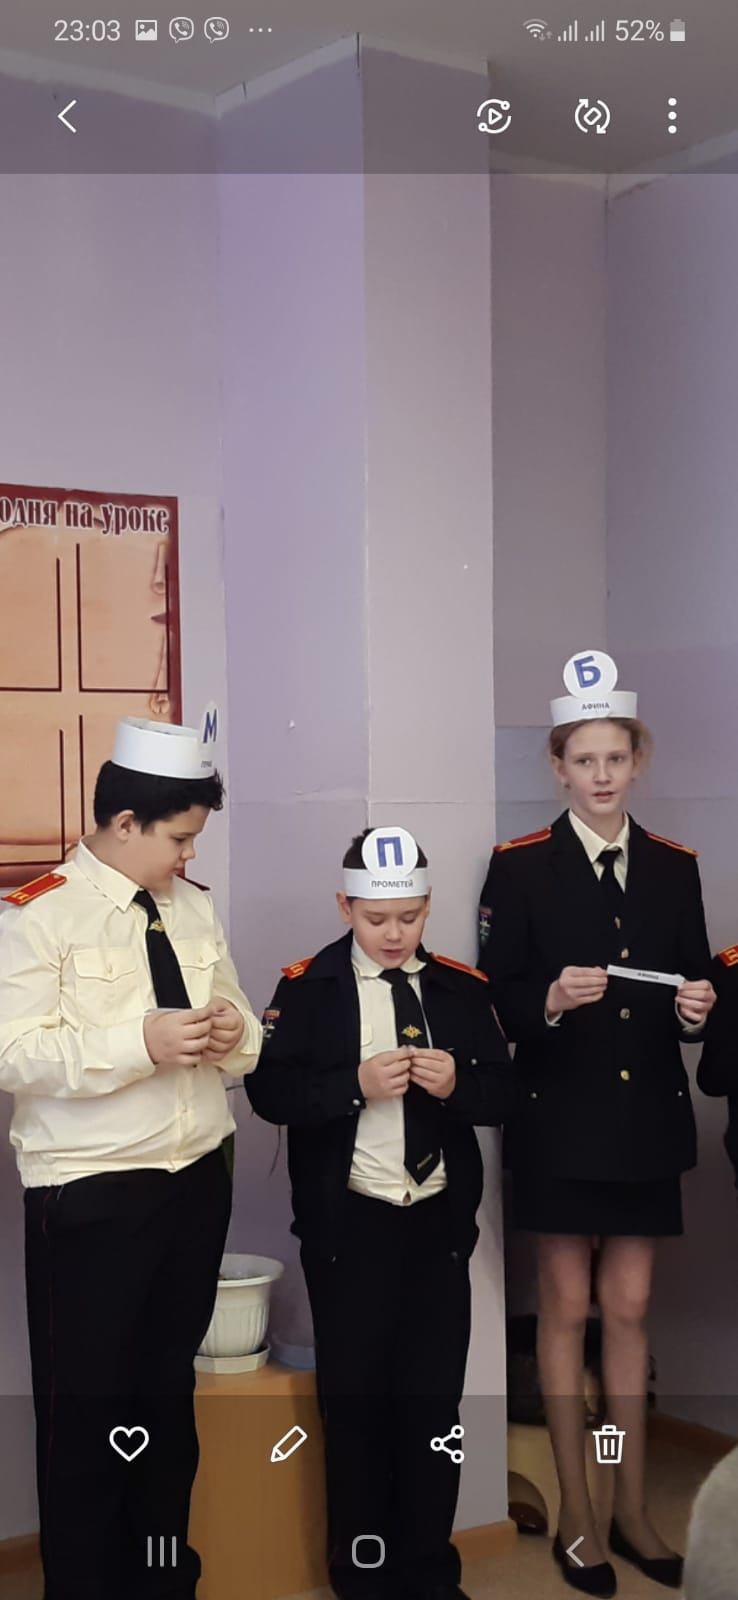 23:03 52%
одня на уроке
Б
АФИНА
М
П
ПРОМЕТЕЙ